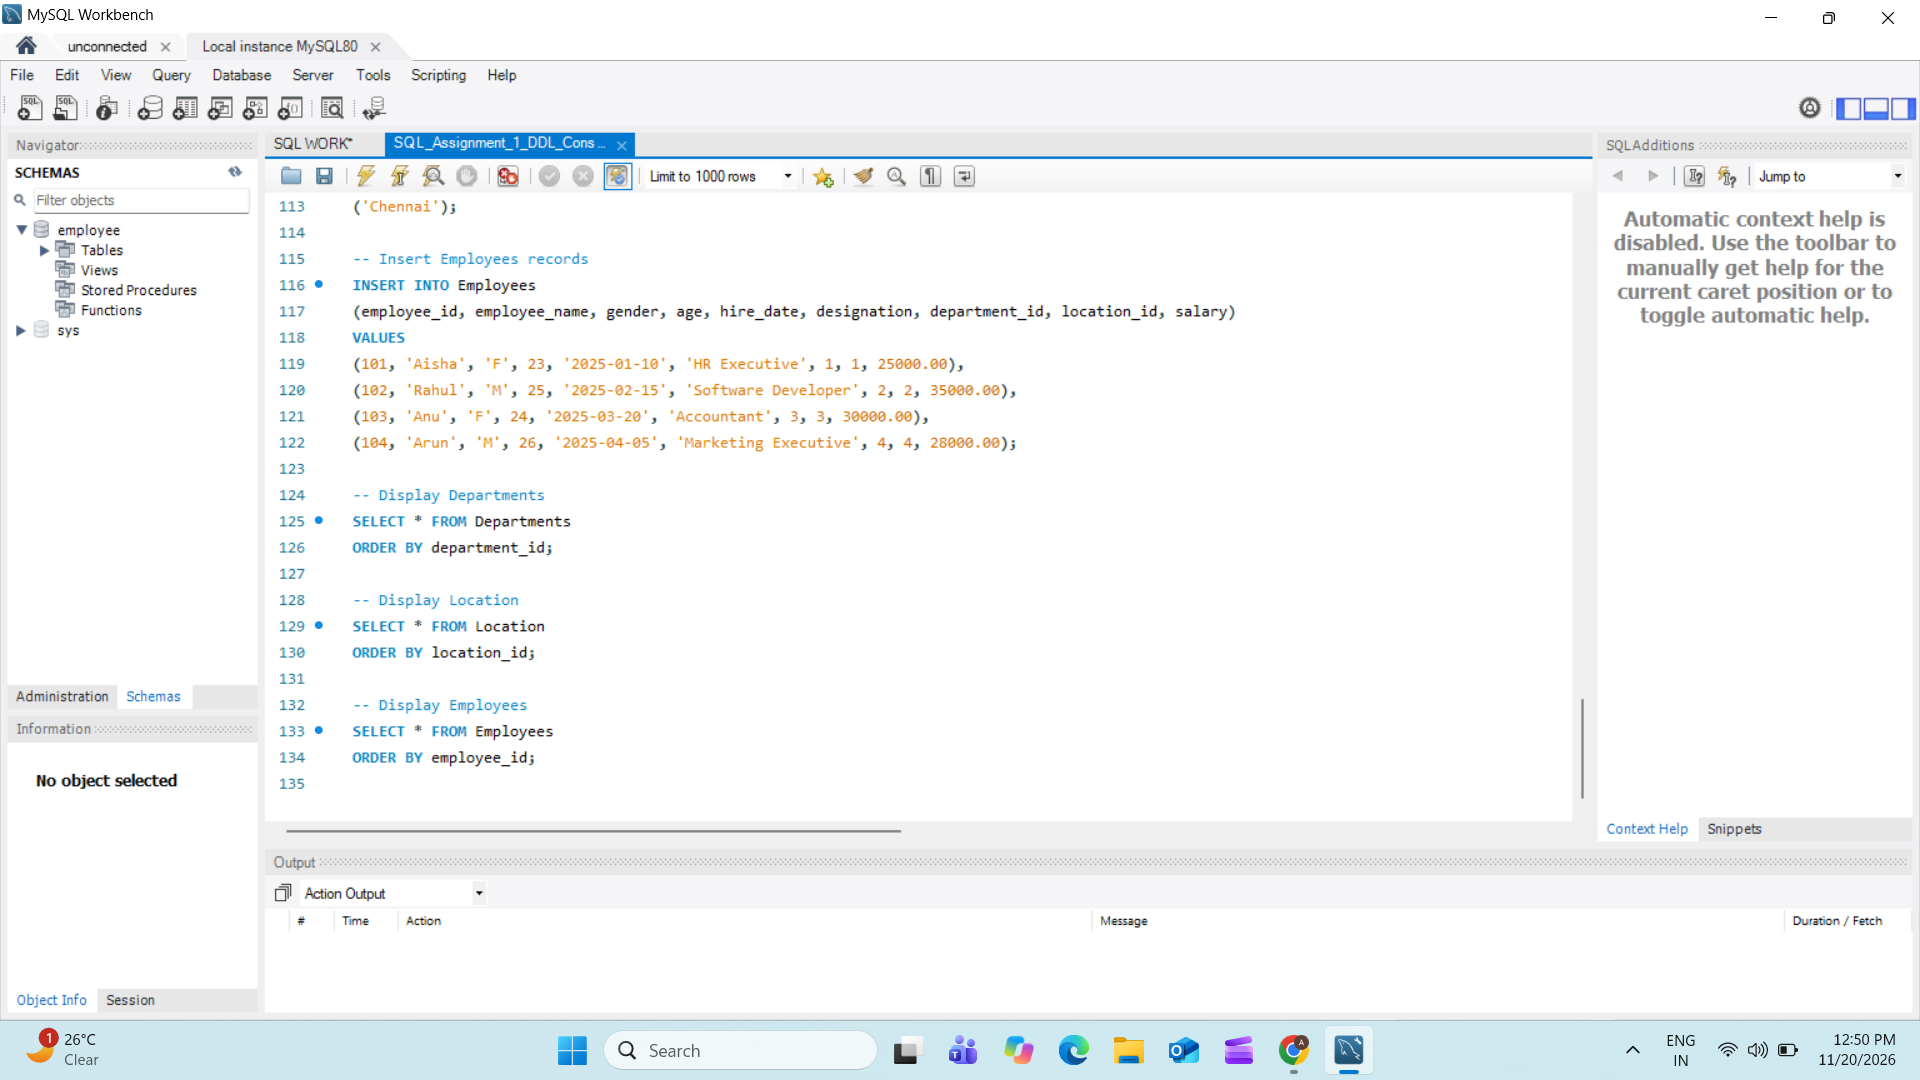 MySQL Workbench
unconnected
Local instance MySQL80
File Edit View Query Database Server Tools Scripting Help
Navigator
SCHEMAS
Filter objects
employee
Tables
Views
Stored Procedures
Functions
sys
Administration Schemas
Information
No object selected
Object Info Session
SQL WORK*
SQL_Assignment_1_DDL_Cons...
Limit to 1000 rows
113 ('Chennai');
114
115 -- Insert Employees records
116 INSERT INTO Employees
117 (employee_id, employee_name, gender, age, hire_date, designation, department_id, location_id, salary)
118 VALUES
119 (101, 'Aisha', 'F', 23, '2025-01-10', 'HR Executive', 1, 1, 25000.00),
120 (102, 'Rahul', 'M', 25, '2025-02-15', 'Software Developer', 2, 2, 35000.00),
121 (103, 'Anu', 'F', 24, '2025-03-20', 'Accountant', 3, 3, 30000.00),
122 (104, 'Arun', 'M', 26, '2025-04-05', 'Marketing Executive', 4, 4, 28000.00);
123
124 -- Display Departments
125 SELECT * FROM Departments
126 ORDER BY department_id;
127
128 -- Display Location
129 SELECT * FROM Location
130 ORDER BY location_id;
131
132 -- Display Employees
133 SELECT * FROM Employees
134 ORDER BY employee_id;
135
SQLAdditions
Jump to
Automatic context help is
disabled. Use the toolbar to
manually get help for the
current caret position or to
toggle automatic help.
Context Help Snippets
Output
Action Output
# Time Action Message Duration / Fetch
1
26°C
Clear
Search
ENG
IN
12:50 PM
11/20/2026